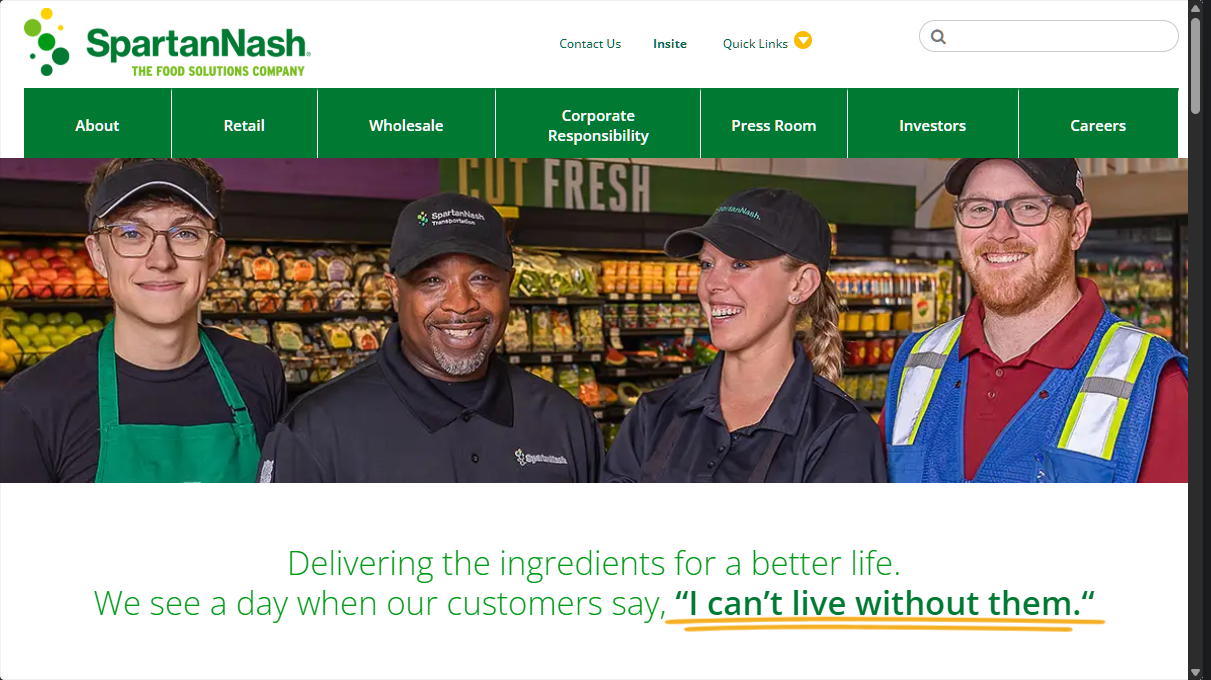 SpartanNash
THE FOOD SOLUTIONS COMPANY
Contact Us
Insite
Quick Links
About
Retail
Wholesale
Corporate
Responsibility
Press Room
Investors
Careers
CUT FRESH
SpartanNash
Transportation
SpartanNash.
SpartanNash
Delivering the ingredients for a better life.
We see a day when our customers say, “I can’t live without them.“